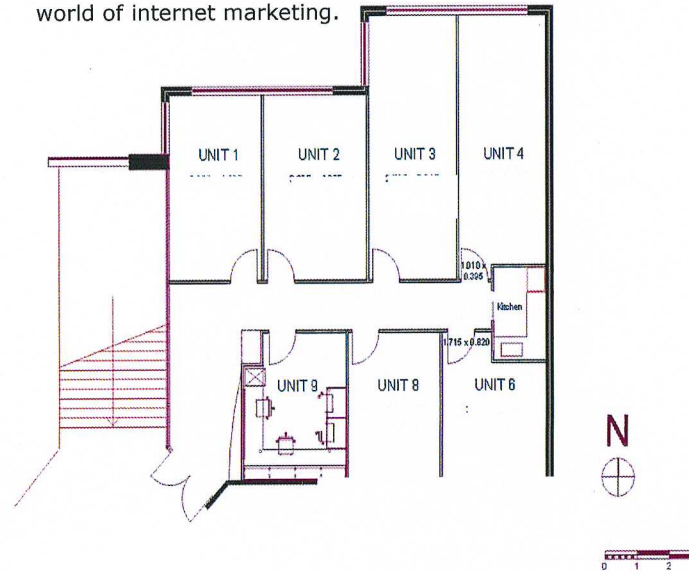 world of internet marketing.
UNIT 1
UNIT 2
UNIT 3
UNIT 4
1.010 x
0.395
Kitchen
1.715 x 0.820
UNIT 9
UNIT 8
UNIT 6
N
0 1 2